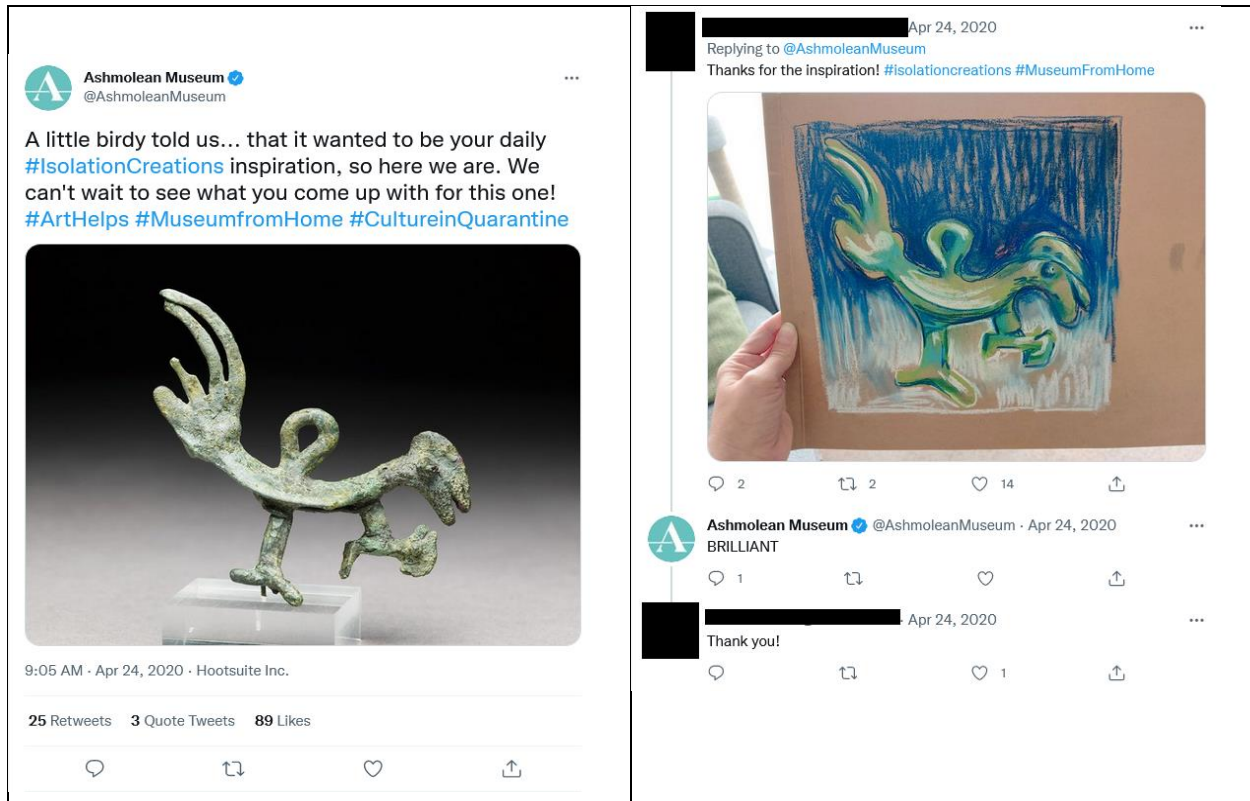 Ashmolean Museum
@AshmoleanMuseum
A little birdy told us... that it wanted to be your daily
#IsolationCreations inspiration, so here we are. We
can't wait to see what you come up with for this one!
#ArtHelps #MuseumfromHome #CultureinQuarantine
9:05 AM · Apr 24, 2020 · Hootsuite Inc.
25 Retweets 3 Quote Tweets 89 Likes
Apr 24, 2020
Replying to @AshmoleanMuseum
Thanks for the inspiration! #isolationcreations #MuseumFromHome
2 2 14
Ashmolean Museum @AshmoleanMuseum · Apr 24, 2020
BRILLIANT
1
· Apr 24, 2020
Thank you!
1